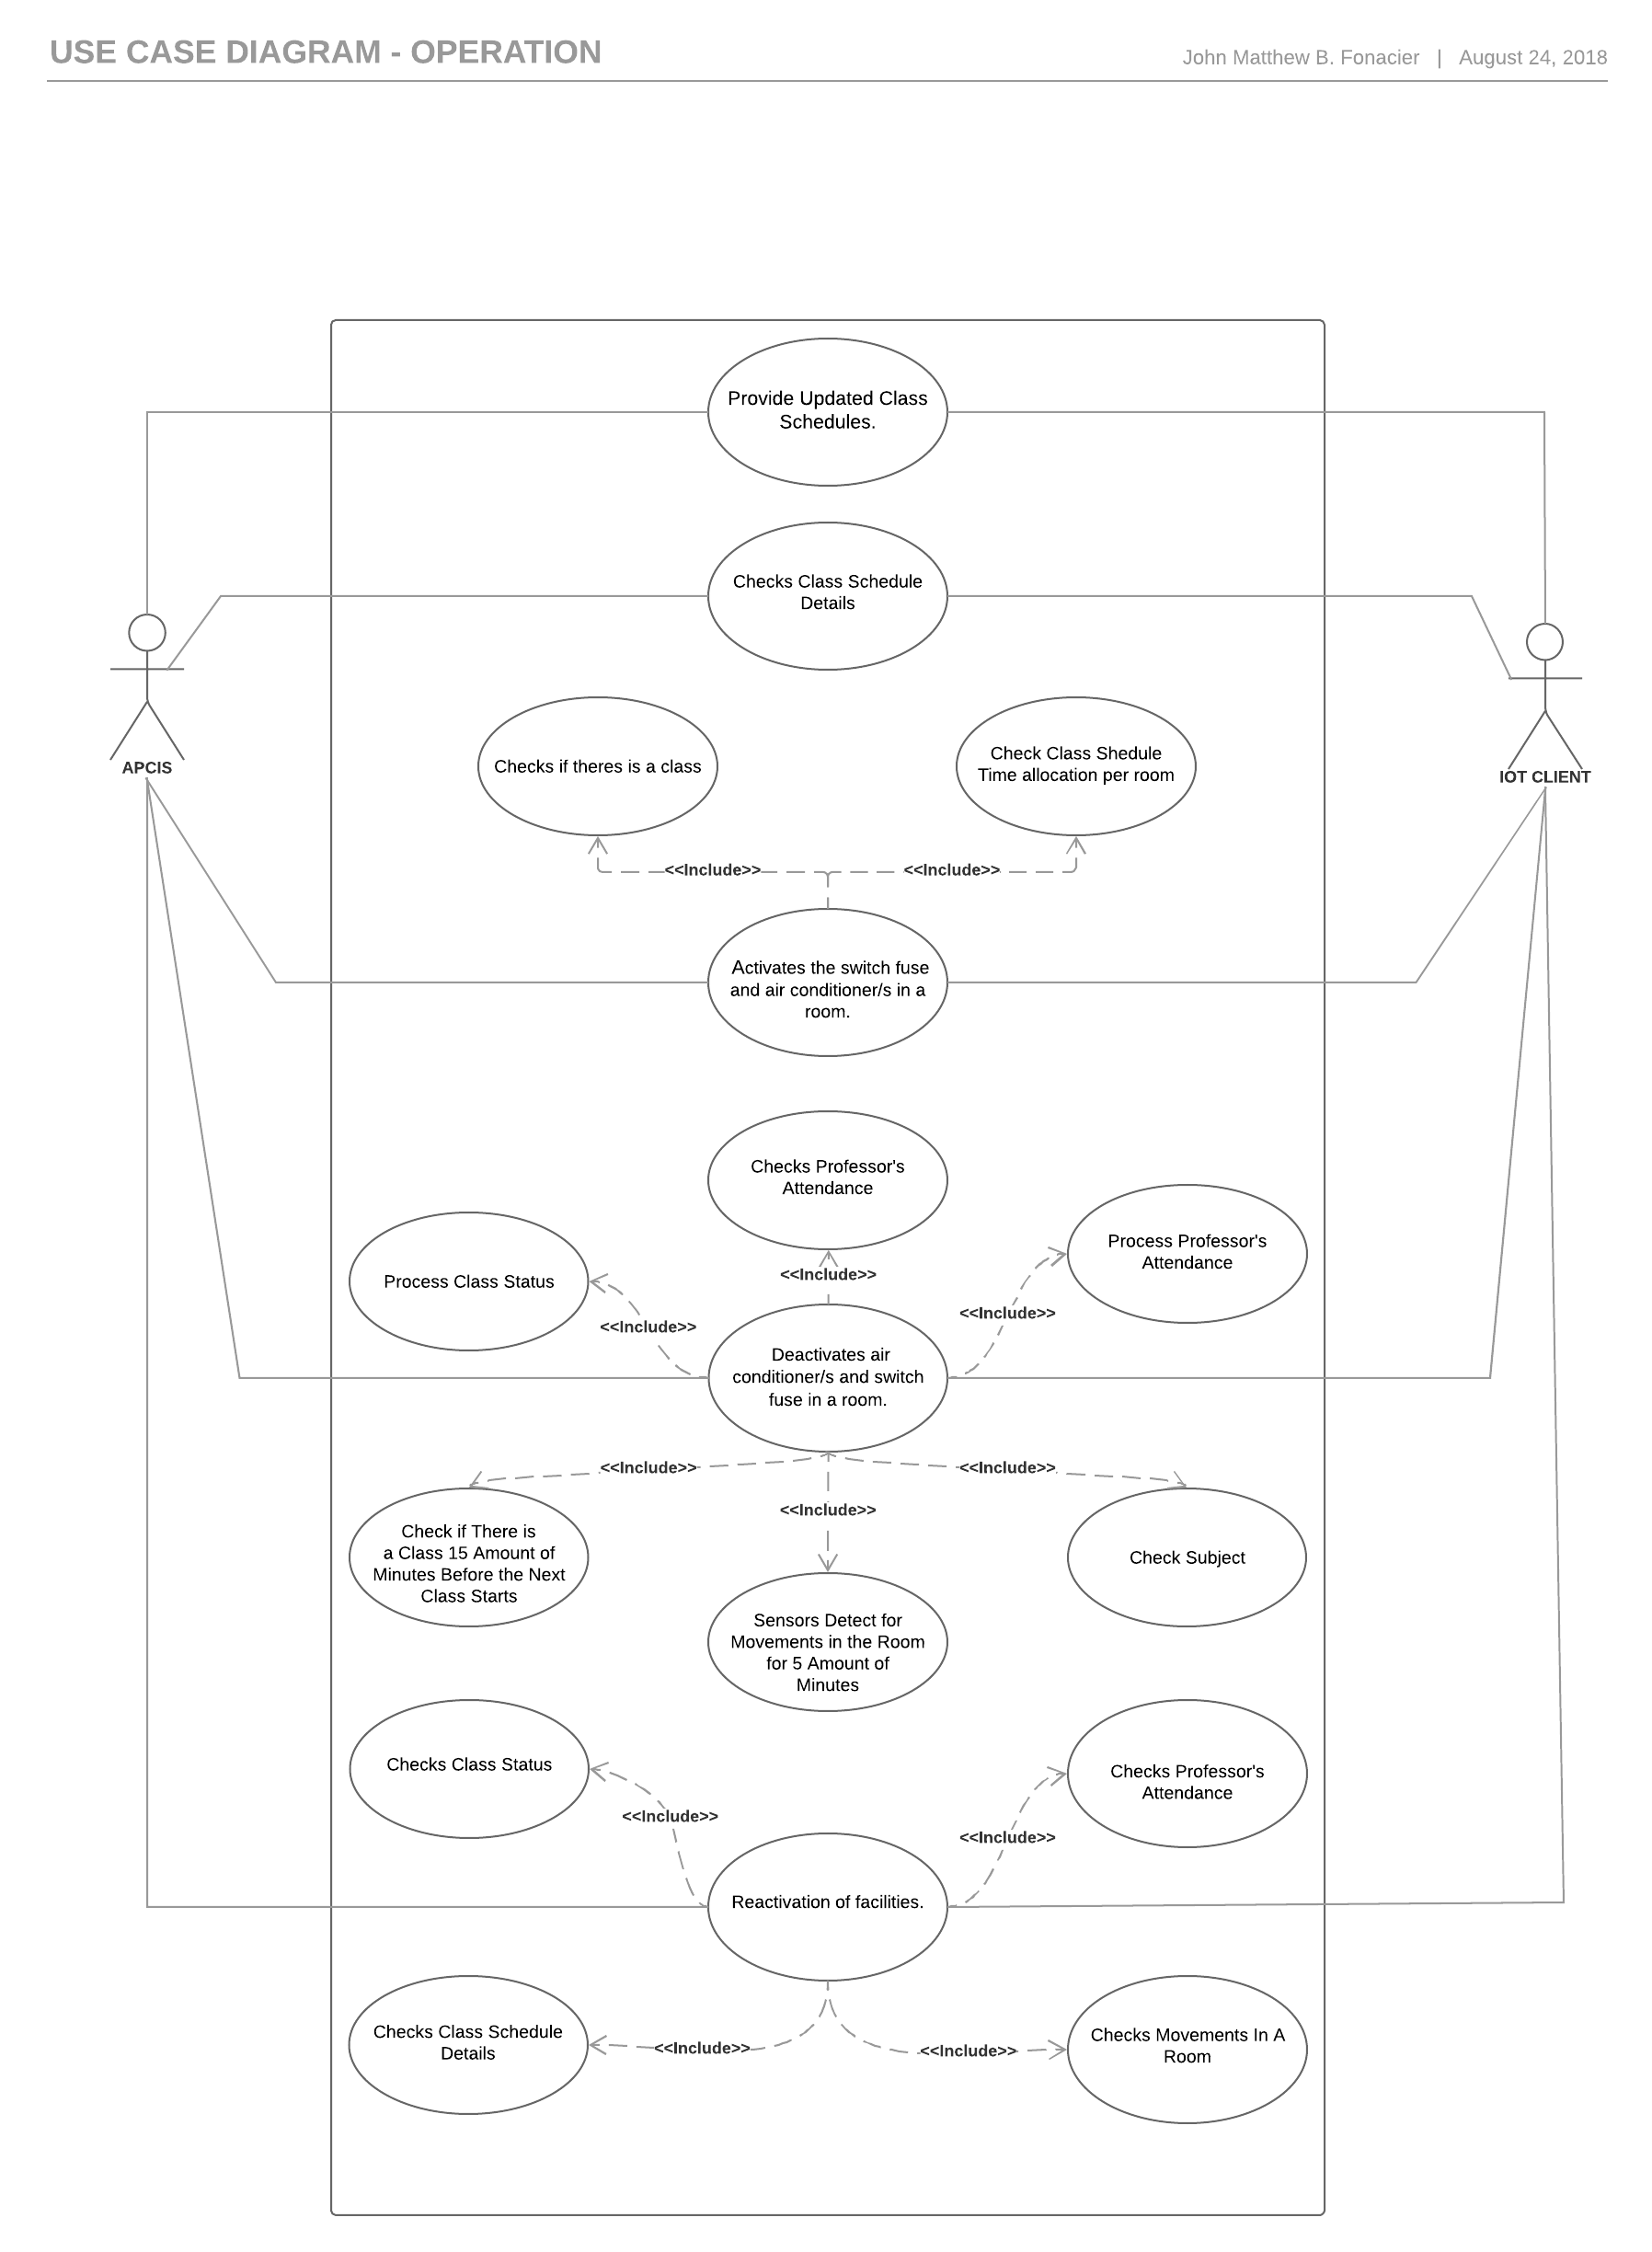 USE CASE DIAGRAM - OPERATION
John Matthew B. Fonacier | August 24, 2018
Provide Updated Class
Schedules.
Checks Class Schedule
Details
APCIS
IOT CLIENT
Checks if theres is a class
Check Class Shedule
Time allocation per room
<<Include>>
<<Include>>
Activates the switch fuse
and air conditioner/s in a
room.
Checks Professor's
Attendance
Process Class Status
Process Professor's
Attendance
<<Include>>
<<Include>>
<<Include>>
Deactivates air
conditioner/s and switch
fuse in a room.
<<Include>>
<<Include>>
<<Include>>
Check if There is
a Class 15 Amount of
Minutes Before the Next
Class Starts
Check Subject
Sensors Detect for
Movements in the Room
for 5 Amount of
Minutes
Checks Class Status
Checks Professor's
Attendance
<<Include>>
<<Include>>
Reactivation of facilities.
Checks Class Schedule
Details
<<Include>>
<<Include>>
Checks Movements In A
Room